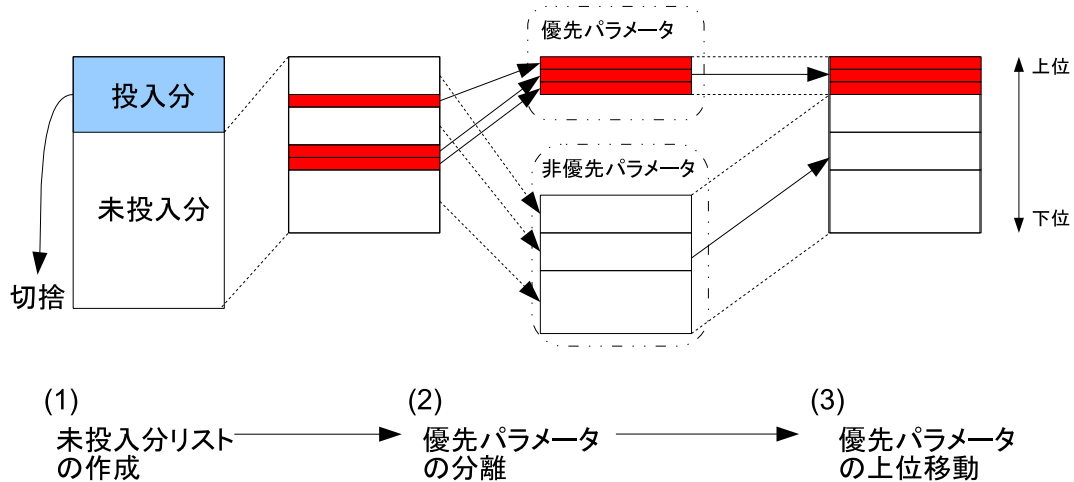 優先パラメータ
投入分
上位
非優先パラメータ
未投入分
下位
切捨
(1)
未投入分リスト
の作成
(2)
優先パラメータ
の分離
(3)
優先パラメータ
の上位移動